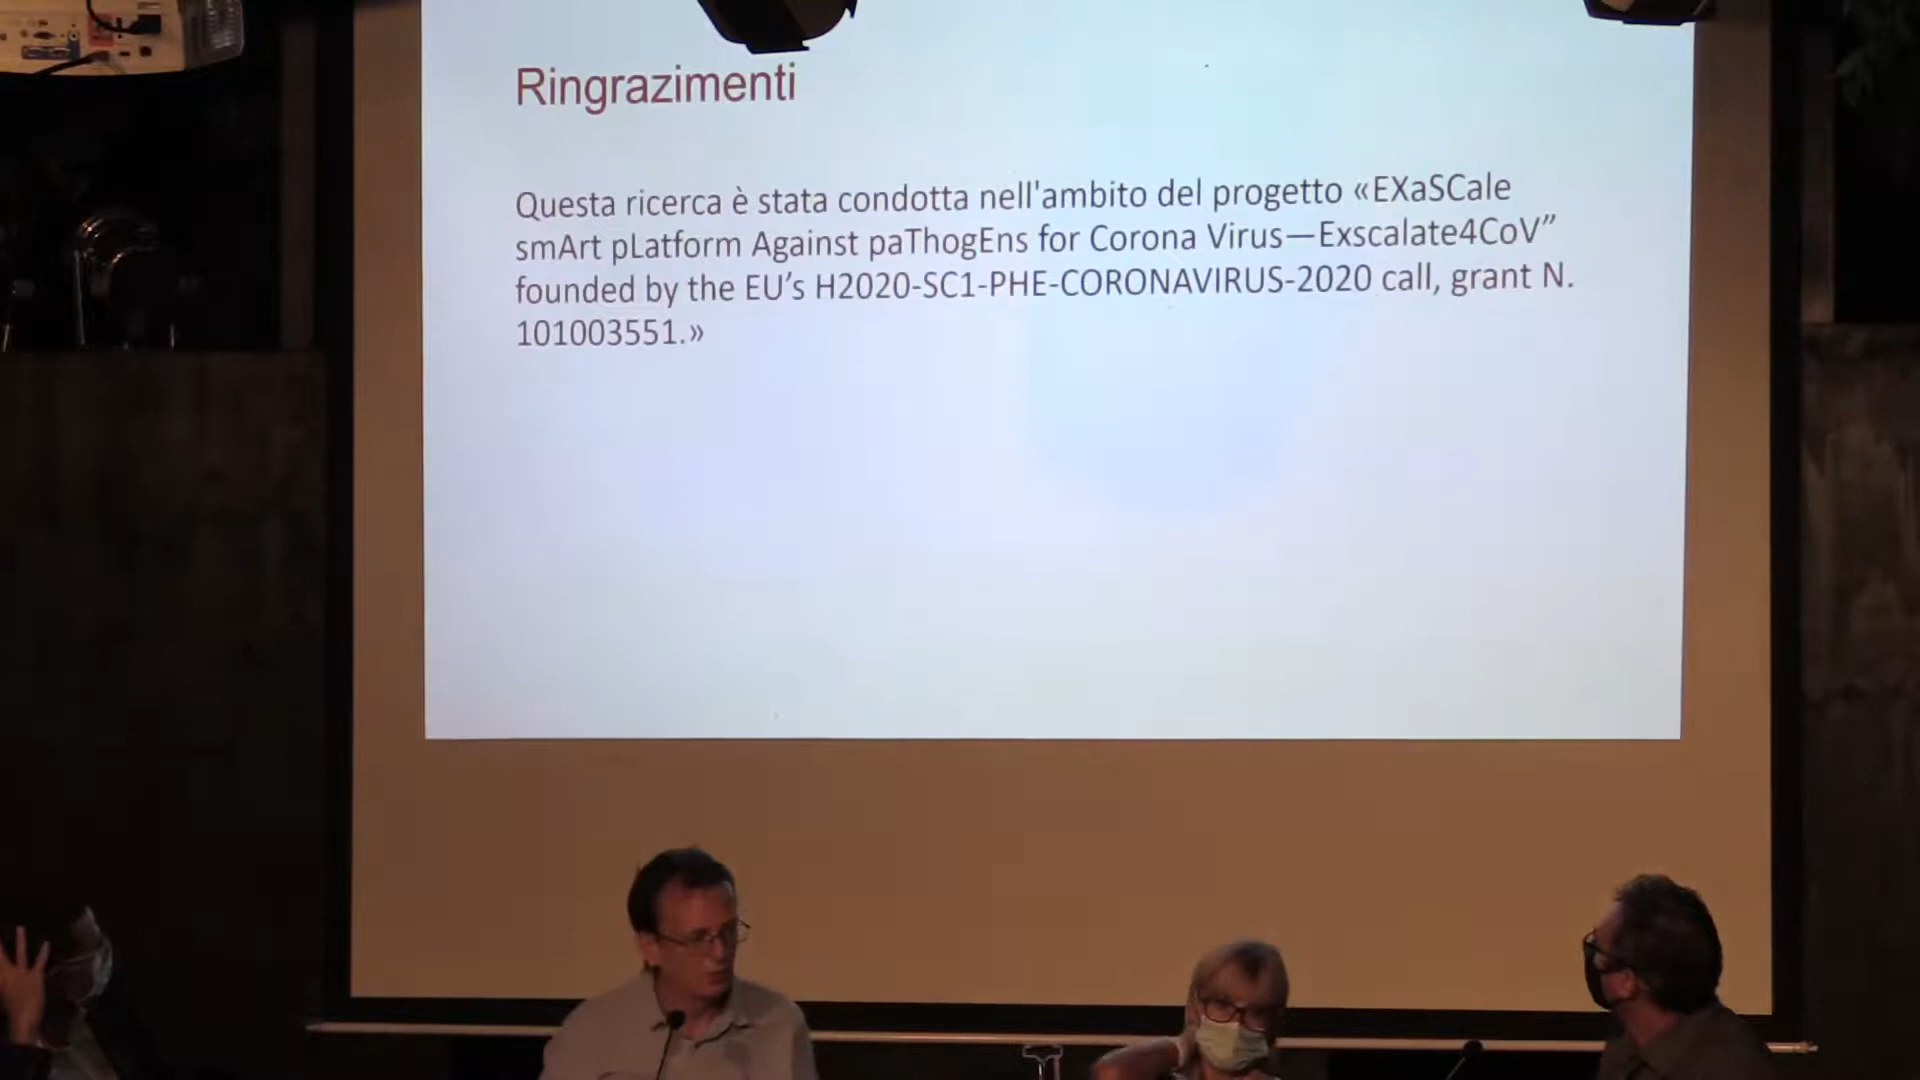 Ringrazimenti
Questa ricerca è stata condotta nell'ambito del progetto «EXaSCale
smArt pLatform Against paThogEns for Corona Virus—Exscalate4CoV”
founded by the EU’s H2020-SC1-PHE-CORONAVIRUS-2020 call, grant N.
101003551.»